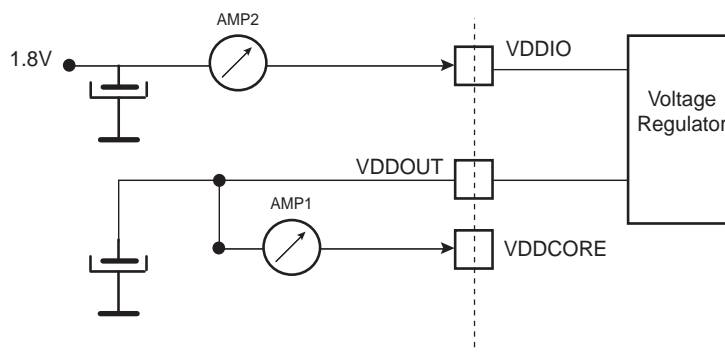 AMP2
1.8V
VDDIO
Voltage
Regulator
VDDOUT
AMP1
VDDCORE